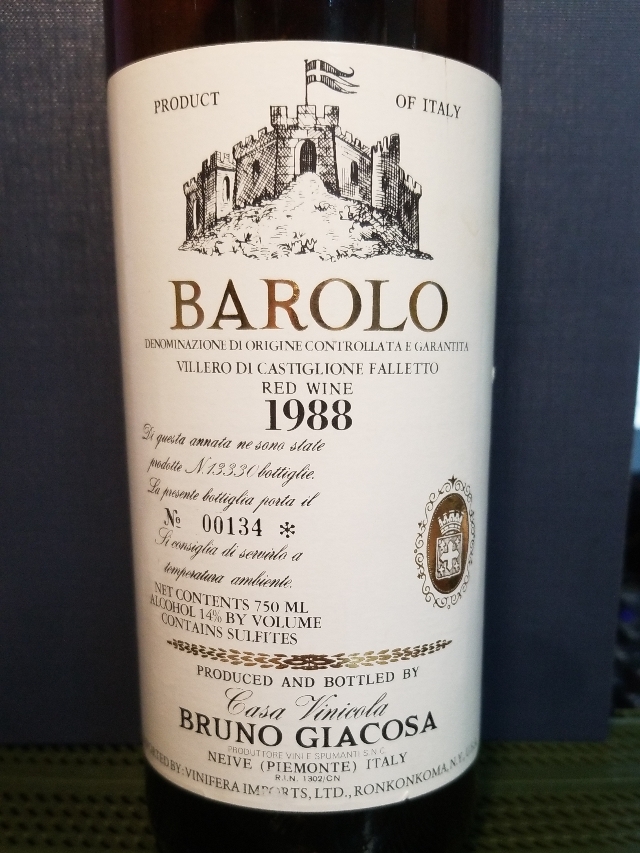 PRODUCT OF ITALY
BAROLO
DENOMINAZIONE DI ORIGINE CONTROLLATA E GARANTITA
VILLERO DI CASTIGLIONE FALLETTO
RED WINE
1988
Di questa annata ne sono state
prodotte N 13330 bottiglie.
La presente bottiglia porta il
№ 00134 *
Si consiglia di servirlo a
temperatura ambiente.
NET CONTENTS 750 ML
ALCOHOL 14% BY VOLUME
CONTAINS SULFITES
PRODUCED AND BOTTLED BY
Casa Vinicola
BRUNO GIACOSA
PRODUTTORE VINI E SPUMANTI S.N.C.
NEIVE (PIEMONTE) ITALY
R.I.N. 1302/CN
BY: VINIFERA IMPORTS, LTD., RONKONKOMA, N.Y.